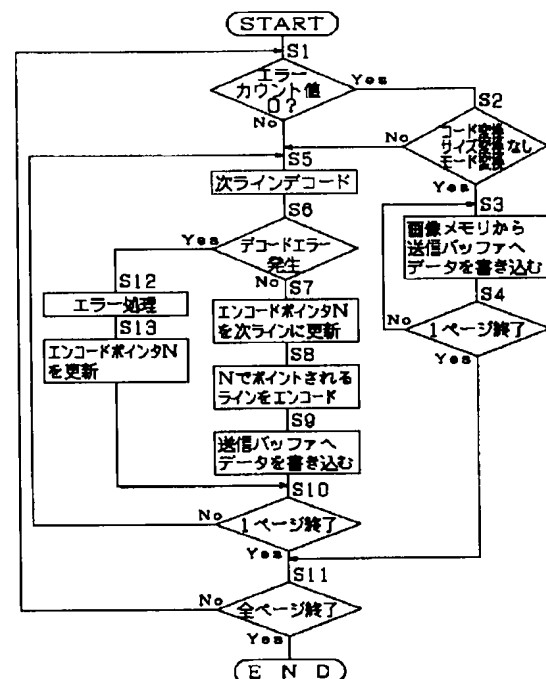 START
S1
エラー
カウント値
0?
Yes
No
S2
コード変換
サイズ変換なし
モード変換
No
Yes
S3
画像メモリから
送信バッファへ
データを書き込む
S4
1ページ終了
No
Yes
S5
次ラインデコード
S6
デコードエラー
発生
Yes
No
S12
エラー処理
S13
エンコードポインタN
を更新
S7
エンコードポインタN
を次ラインに更新
S8
Nでポイントされる
ラインをエンコード
S9
送信バッファへ
データを書き込む
S10
1ページ終了
No
Yes
S11
全ページ終了
No
Yes
END